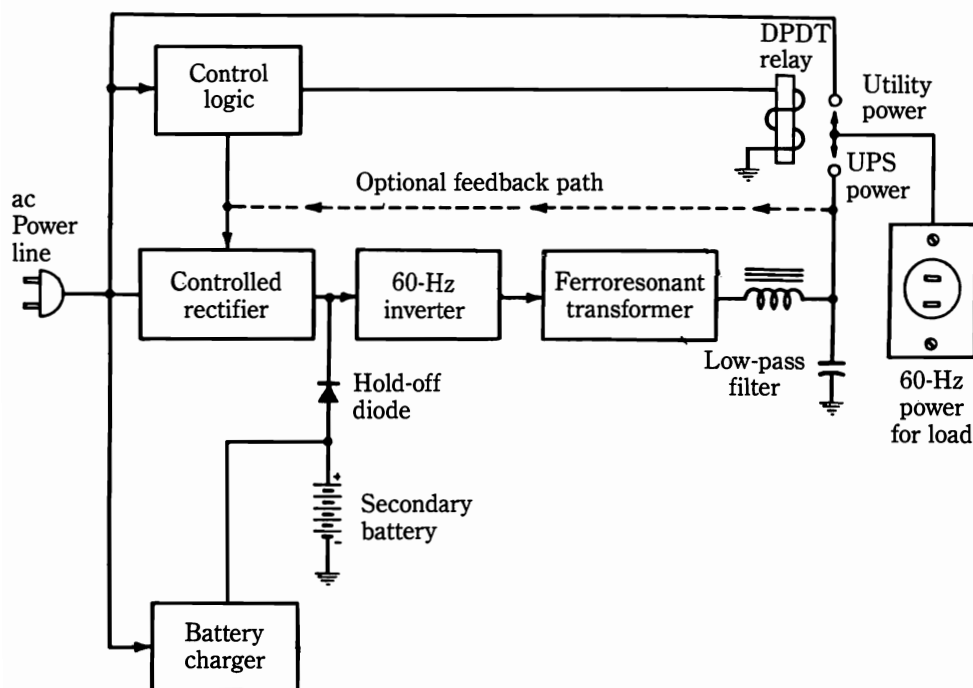 DPDT
relay
Control
logic
Utility
power
UPS
power
Optional feedback path
ac
Power
line
Controlled
rectifier
60-Hz
inverter
Ferroresonant
transformer
Low-pass
filter
60-Hz
power
for load
Hold-off
diode
+
Secondary
battery
-
Battery
charger